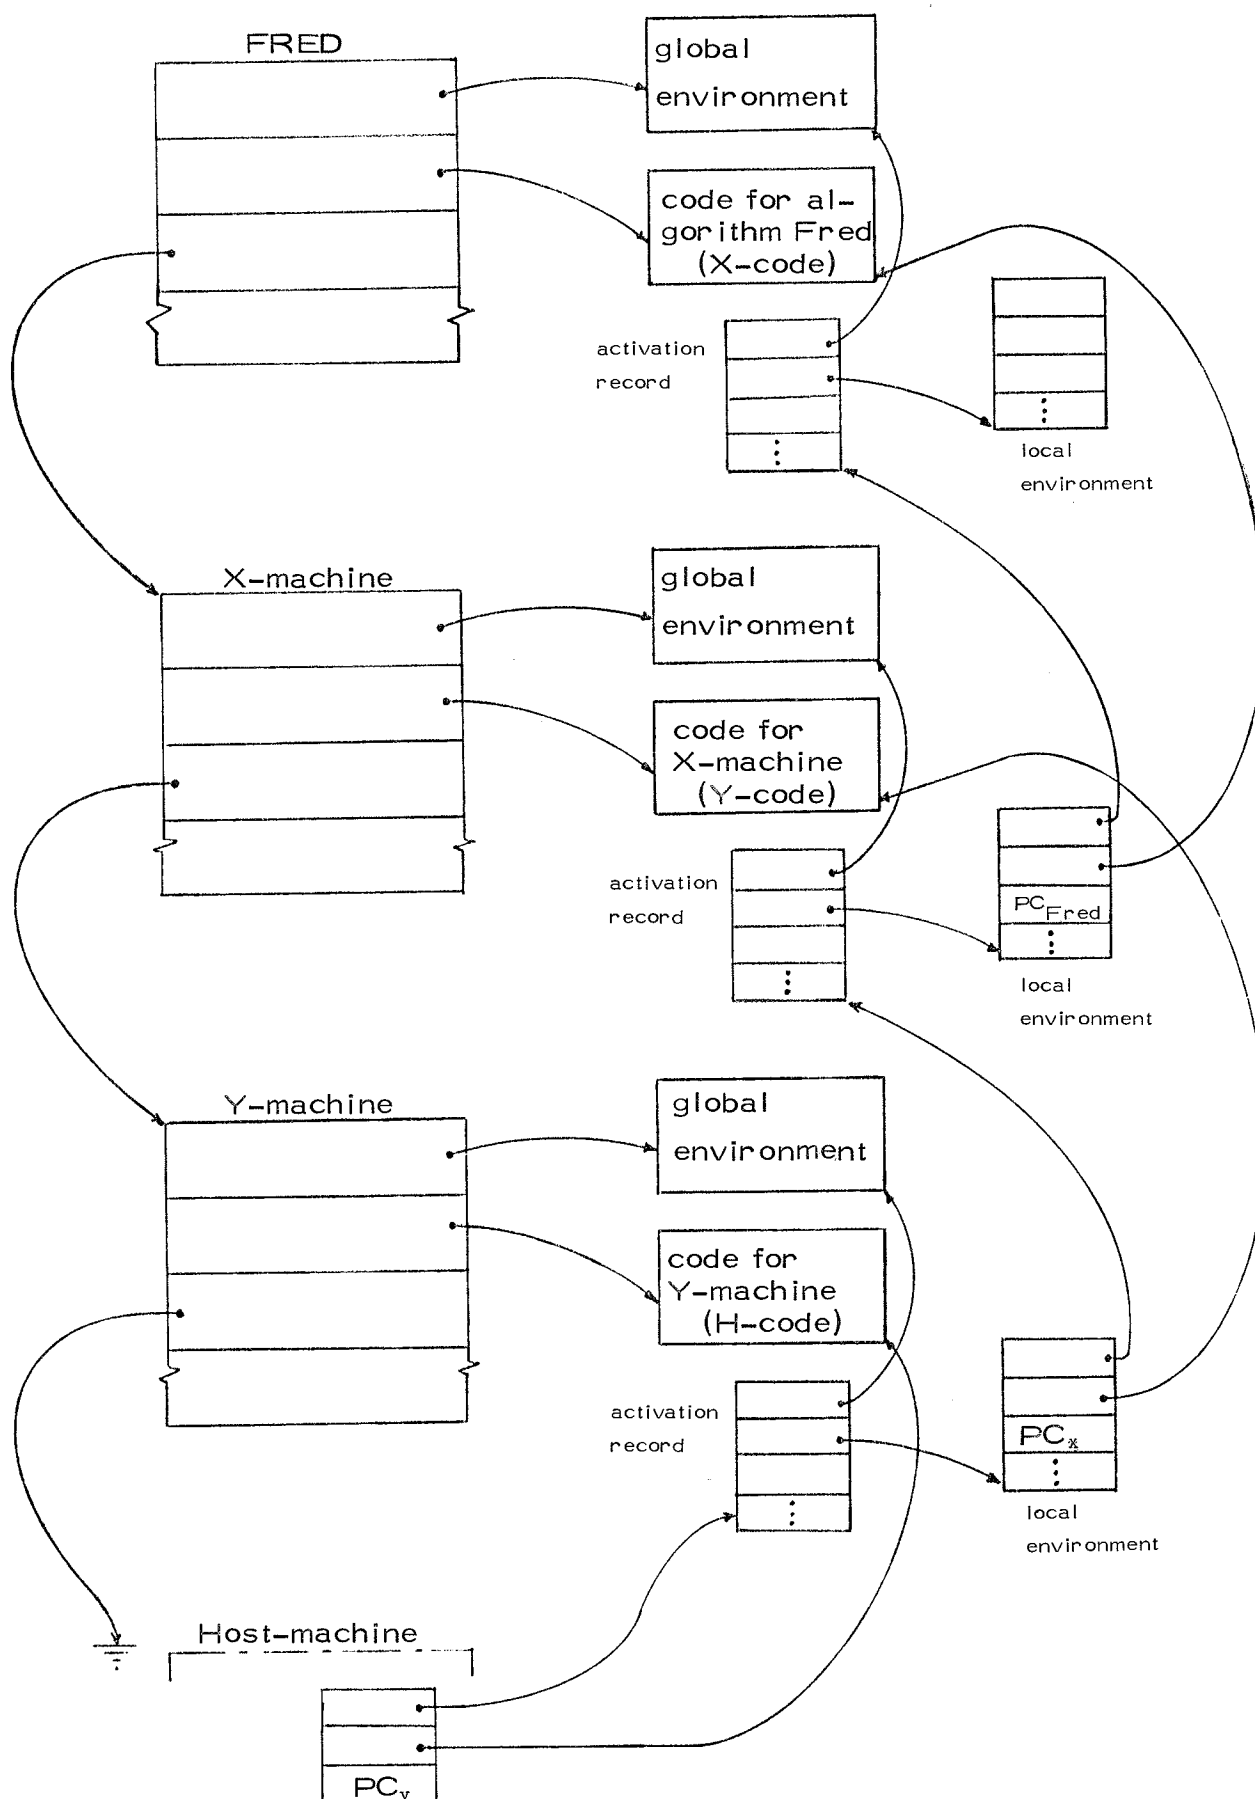 FRED
global
environment
code for al-
gorithm Fred
(X-code)
activation
record
local
environment
X-machine
global
environment
code for
X-machine
(Y-code)
activation
record
PC Fred
local
environment
Y-machine
global
environment
code for
Y-machine
(H-code)
activation
record
PCx
local
environment
Host-machine
PCy